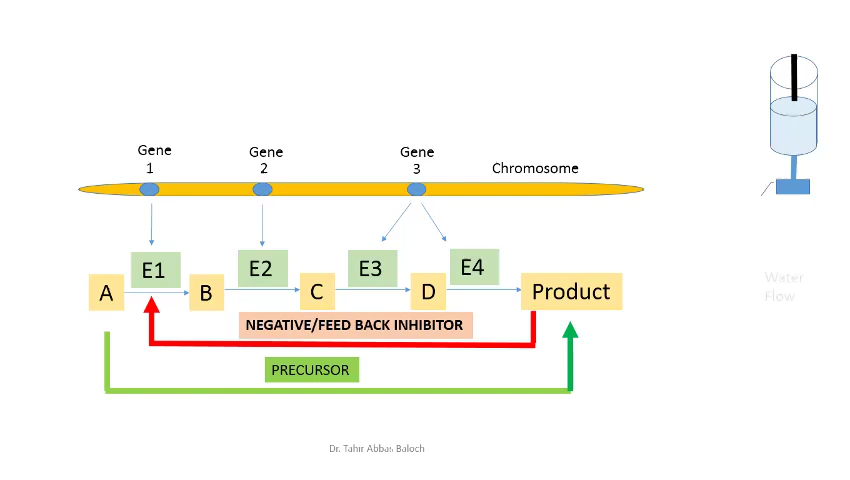 Gene
1
Gene
2
Gene
3
Chromosome
E1
E2
E3
E4
A
B
C
D
Product
NEGATIVE/FEED BACK INHIBITOR
PRECURSOR
Water
Flow
Dr. Tahir Abbas Baloch